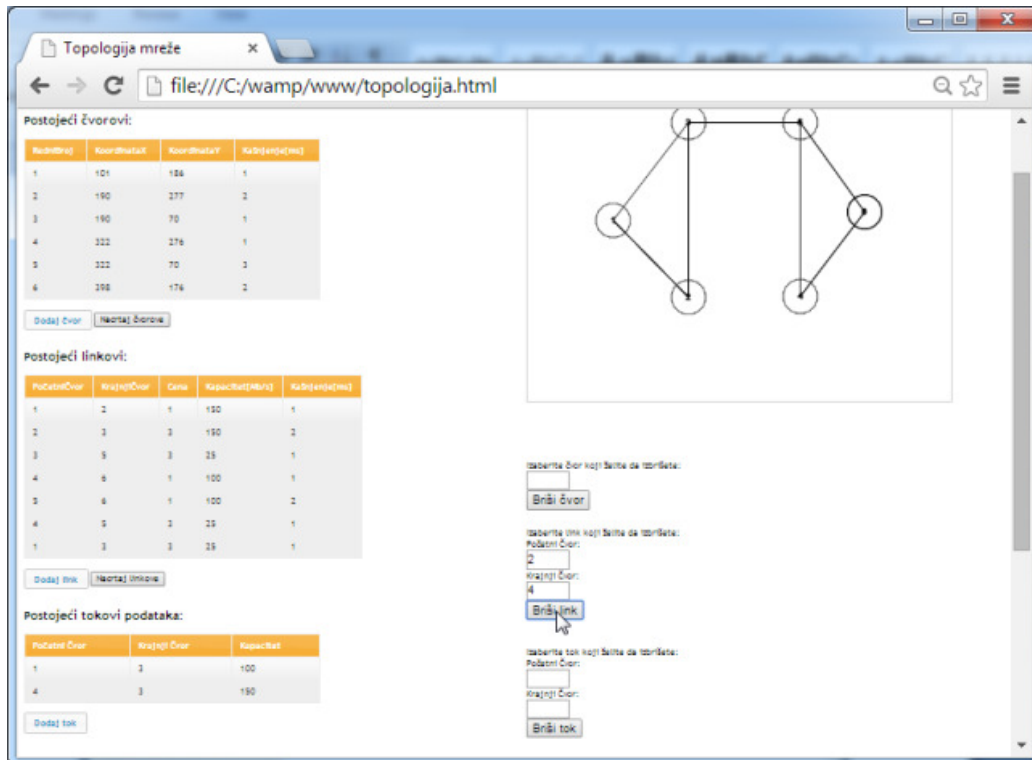 Topologija mreže
file:///C:/wamp/www/topologija.html
Postojeći čvorovi:
RedniBroj KoordinataX KoordinataY Kašnjenje[ms]
1 101 186 1
2 190 277 2
3 190 70 1
4 322 276 1
5 322 70 3
6 398 176 2
Dodaj čvor Nacrtaj čvorove
Postojeći linkovi:
PočetniČvor KrajnjiČvor Cena Kapacitet[Mb/s] Kašnjenje[ms]
1 2 1 150 1
2 3 3 150 2
3 5 3 25 1
4 6 1 100 1
5 6 1 100 2
4 5 3 25 1
1 3 3 25 1
Dodaj link Nacrtaj linkove
Postojeći tokovi podataka:
Početni Čvor Krajnji Čvor Kapacitet
1 3 100
4 3 150
Dodaj tok
Izaberite čvor koji želite da izbrišete:
Briši čvor
Izaberite link koji želite da izbrišete:
Početni Čvor:
2
Krajnji Čvor:
4
Briši link
Izaberite tok koji želite da izbrišete:
Početni Čvor:
Krajnji Čvor:
Briši tok